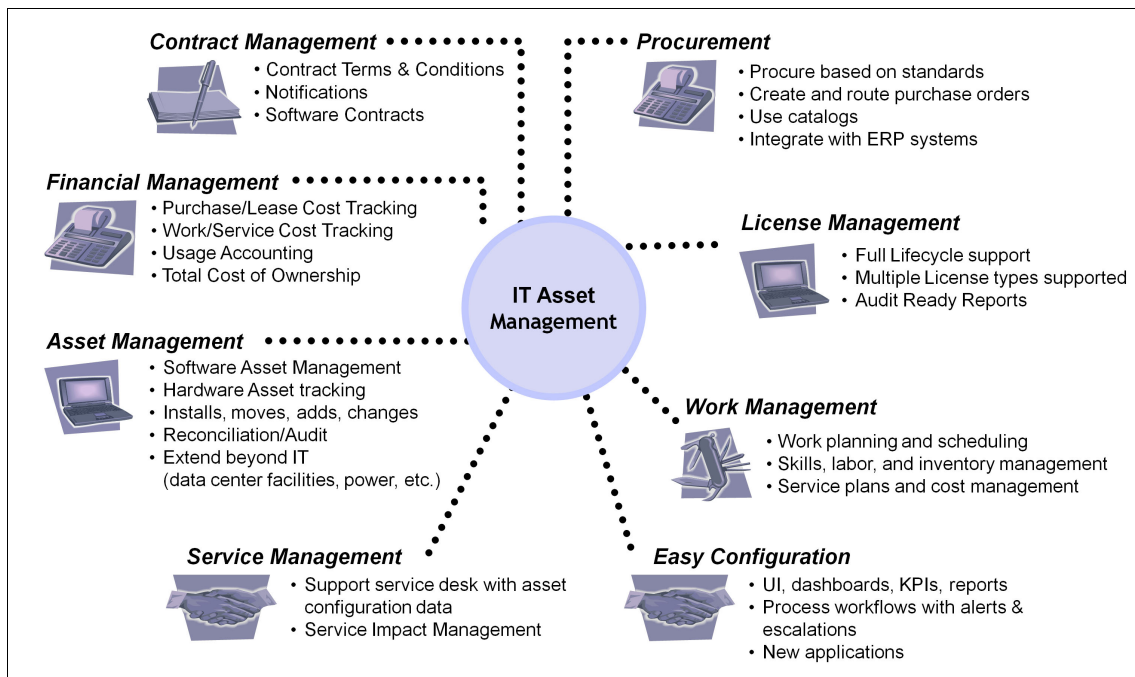 Contract Management
• Contract Terms & Conditions
• Notifications
• Software Contracts
Procurement
• Procure based on standards
• Create and route purchase orders
• Use catalogs
• Integrate with ERP systems
Financial Management
• Purchase/Lease Cost Tracking
• Work/Service Cost Tracking
• Usage Accounting
• Total Cost of Ownership
License Management
• Full Lifecycle support
• Multiple License types supported
• Audit Ready Reports
IT Asset
Management
Asset Management
• Software Asset Management
• Hardware Asset tracking
• Installs, moves, adds, changes
• Reconciliation/Audit
• Extend beyond IT
(data center facilities, power, etc.)
Work Management
• Work planning and scheduling
• Skills, labor, and inventory management
• Service plans and cost management
Service Management
• Support service desk with asset
configuration data
• Service Impact Management
Easy Configuration
• UI, dashboards, KPIs, reports
• Process workflows with alerts &
escalations
• New applications